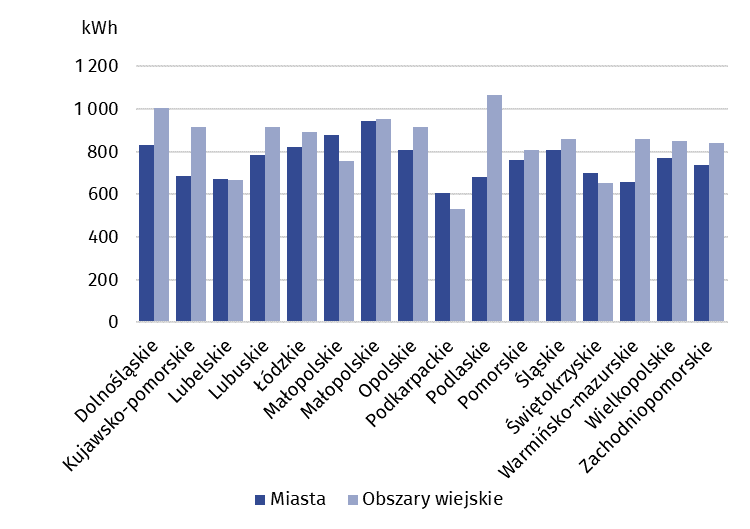 kWh
1 200
1 000
800
600
400
200
0
Dolnośląskie
Kujawsko-pomorskie
Lubelskie
Lubuskie
Łódzkie
Małopolskie
Małopolskie
Opolskie
Podkarpackie
Podlaskie
Pomorskie
Śląskie
Świętokrzyskie
Warmińsko-mazurskie
Wielkopolskie
Zachodniopomorskie
Miasta Obszary wiejskie